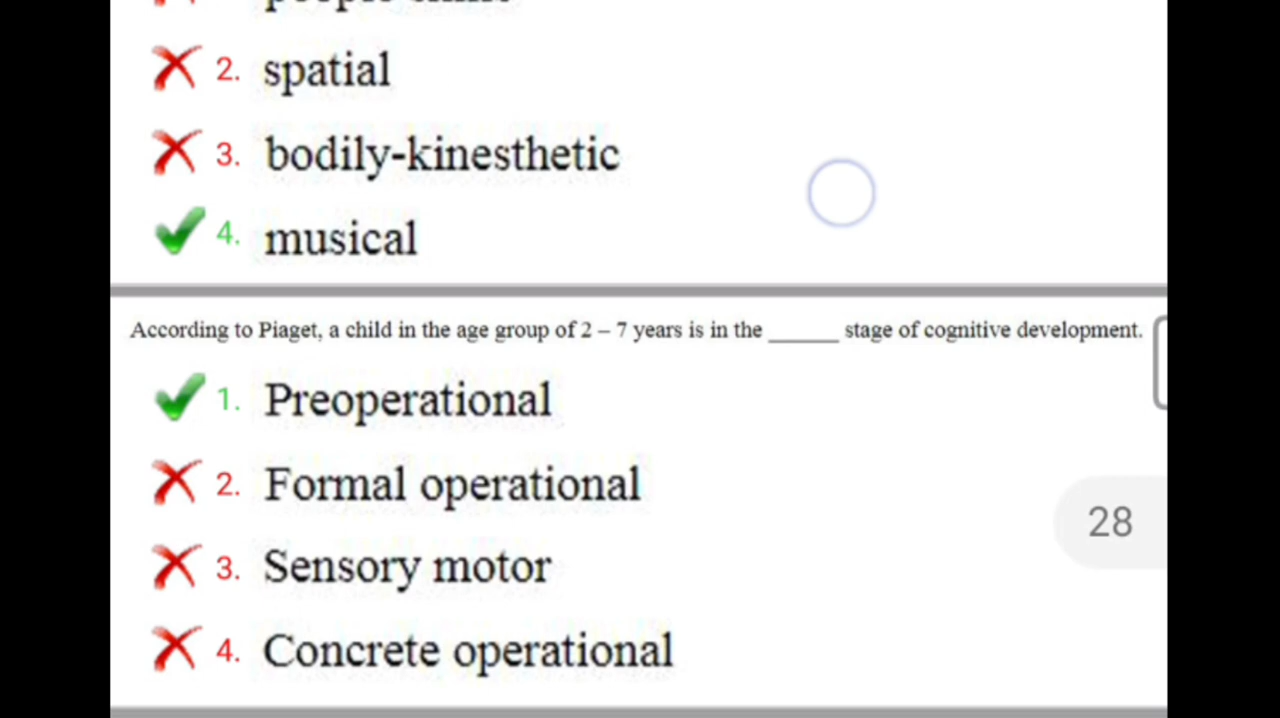 2. spatial
3. bodily-kinesthetic
4. musical
According to Piaget, a child in the age group of 2 – 7 years is in the ______ stage of cognitive development.
1. Preoperational
2. Formal operational
28
3. Sensory motor
4. Concrete operational